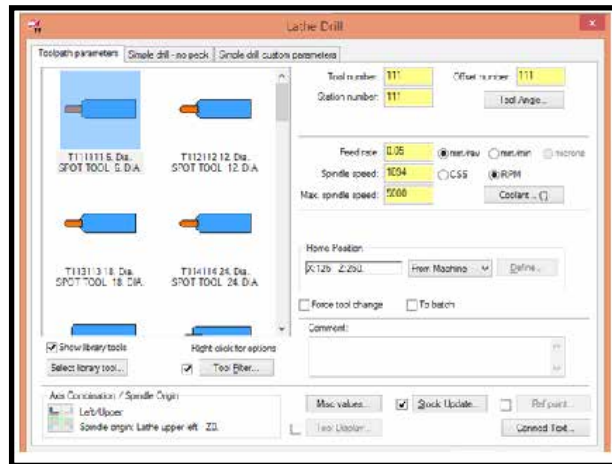 Lathe Drill
Toolpath parameters Simple drill - no peck Simple drill custom parameters
T111111 6. Dia.
SPOT TOOL 6. DIA.
T112112 12. Dia.
SPOT TOOL 12. DIA.
T113113 18. Dia.
SPOT TOOL 18. DIA.
T114114 24. Dia.
SPOT TOOL 24. DIA.
Show library tools Right click for options
Select library tool... Tool Filter...
Axis Combination / Spindle Origin
Left/Upper
Spindle origin: Lathe upper left Z0.
Tool number: 111 Offset number: 111
Station number: 111 Tool Angle...
Feed rate: 0.05 mm/rev mm/min microns
Spindle speed: 1894 CSS RPM
Max. spindle speed: 5000 Coolant...
Home Position
X:125. Z:250. From Machine Define...
Force tool change To batch
Comment:
Misc values... Stock Update... Ref point...
Tool Display... Canned Text...